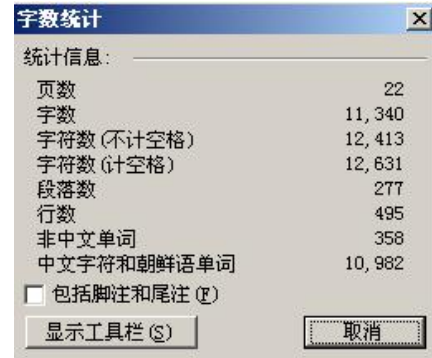 字数统计
统计信息:
页数 22
字数 11,340
字符数(不计空格) 12,413
字符数(计空格) 12,631
段落数 277
行数 495
非中文单词 358
中文字符和朝鲜语单词 10,982
包括脚注和尾注(F)
显示工具栏(S) 取消